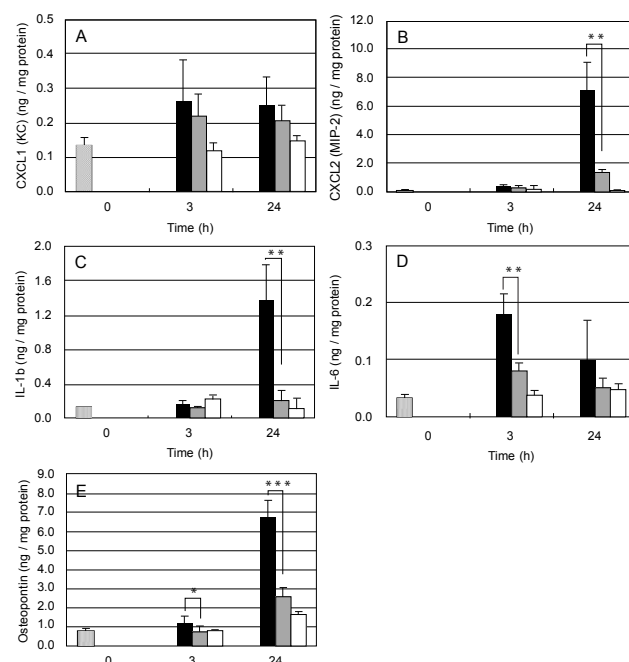 A
CXCL1 (KC) (ng / mg protein)
0.5
0.4
0.3
0.2
0.1
0.0
0 3 24
Time (h)
B
CXCL2 (MIP-2) (ng / mg protein)
12.0
10.0
8.0
6.0
4.0
2.0
0.0
**
0 3 24
Time (h)
C
IL-1b (ng / mg protein)
2.0
1.6
1.2
0.8
0.4
0.0
**
0 3 24
Time (h)
D
IL-6 (ng / mg protein)
0.3
0.2
0.1
0.0
**
0 3 24
Time (h)
E
Osteopontin (ng / mg protein)
9.0
8.0
7.0
6.0
5.0
4.0
3.0
2.0
1.0
0.0
*
***
0 3 24